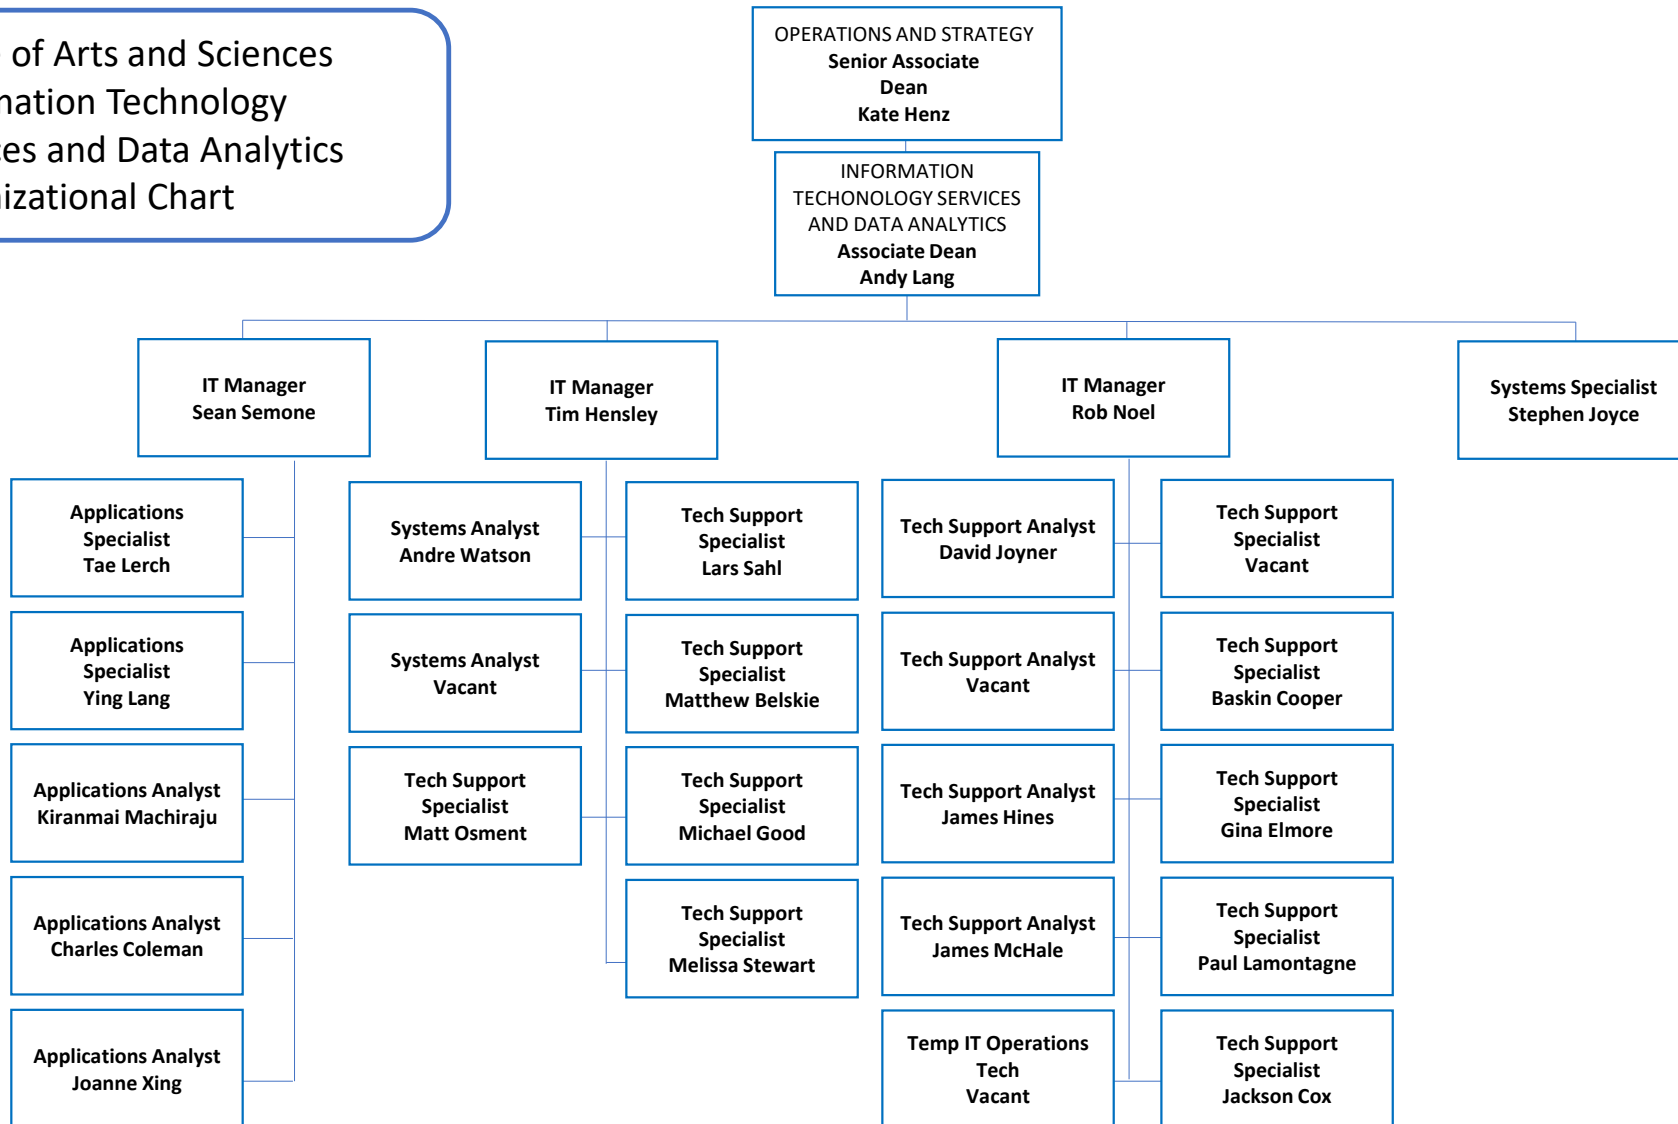 of Arts and Sciences
Technology
and Data Analytics
Chart
OPERATIONS AND STRATEGY
Senior Associate
Dean
Kate Henz
INFORMATION
TECHONOLOGY SERVICES
AND DATA ANALYTICS
Associate Dean
Andy Lang
IT Manager
Sean Semone
IT Manager
Tim Hensley
IT Manager
Rob Noel
Systems Specialist
Stephen Joyce
Applications
Specialist
Tae Lerch
Applications
Specialist
Ying Lang
Applications Analyst
Kiranmai Machiraju
Applications Analyst
Charles Coleman
Applications Analyst
Joanne Xing
Systems Analyst
Andre Watson
Systems Analyst
Vacant
Tech Support
Specialist
Matt Osment
Tech Support
Specialist
Lars Sahl
Tech Support
Specialist
Matthew Belskie
Tech Support
Specialist
Michael Good
Tech Support
Specialist
Melissa Stewart
Tech Support Analyst
David Joyner
Tech Support Analyst
Vacant
Tech Support Analyst
James Hines
Tech Support Analyst
James McHale
Temp IT Operations
Tech
Vacant
Tech Support
Specialist
Vacant
Tech Support
Specialist
Baskin Cooper
Tech Support
Specialist
Gina Elmore
Tech Support
Specialist
Paul Lamontagne
Tech Support
Specialist
Jackson Cox